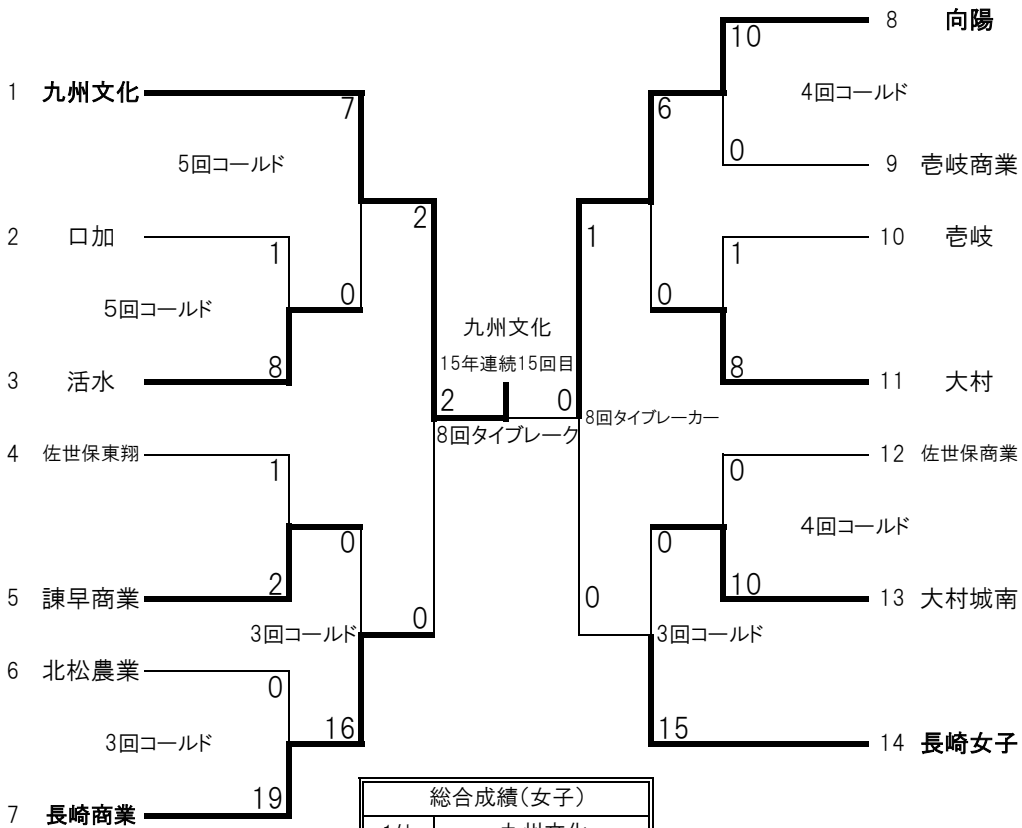 8 向陽
10
1 九州文化
7
6
4回コールド
5回コールド
0
9 壱岐商業
2
1
2 口加
1
1
10 壱岐
5回コールド
0
0
九州文化
15年連続15回目
8
8
3 活水
11 大村
2
0
8回タイブレーク
8回タイブレーカー
4 佐世保東翔
1
0
12 佐世保商業
4回コールド
0
0
2
10
5 諫早商業
13 大村城南
0
0
3回コールド
3回コールド
6 北松農業
0
16
15
3回コールド
14 長崎女子
19
7 長崎商業
総合成績(女子)